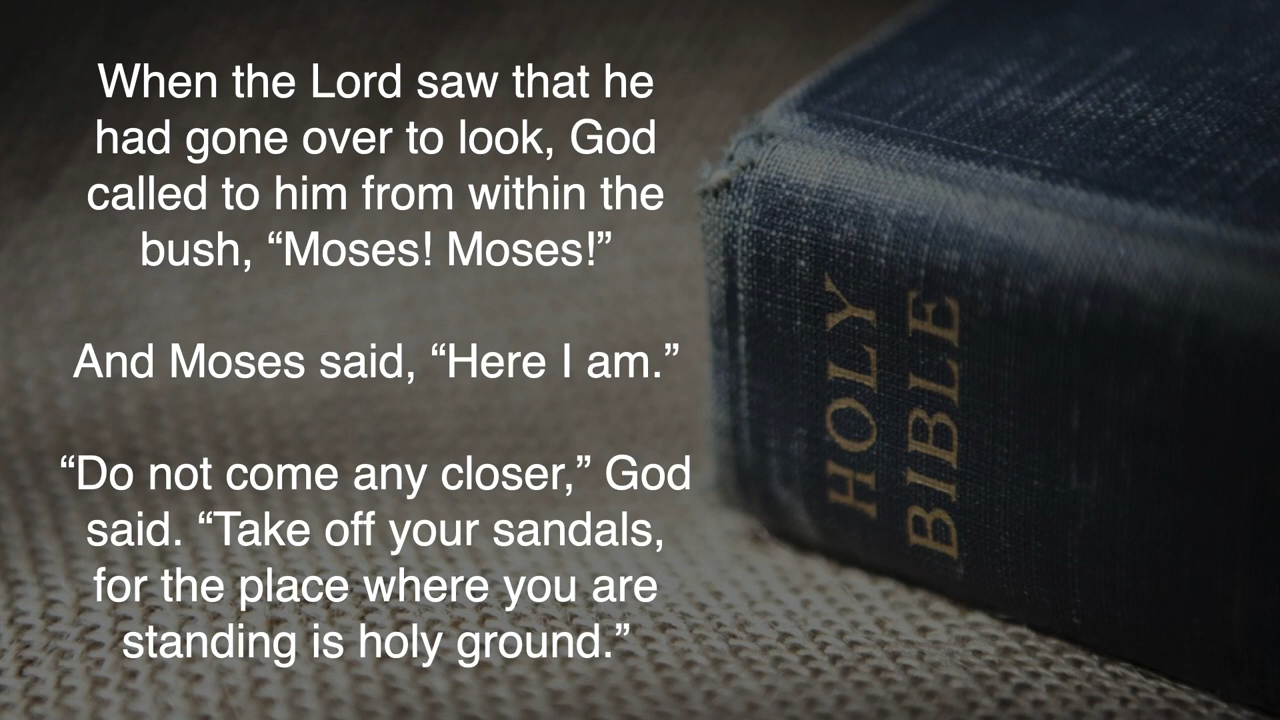 When the Lord saw that he
had gone over to look, God
called to him from within the
bush, “Moses! Moses!”
And Moses said, “Here I am.”
“Do not come any closer,” God
said. “Take off your sandals,
for the place where you are
standing is holy ground.”
HOLY
BIBLE